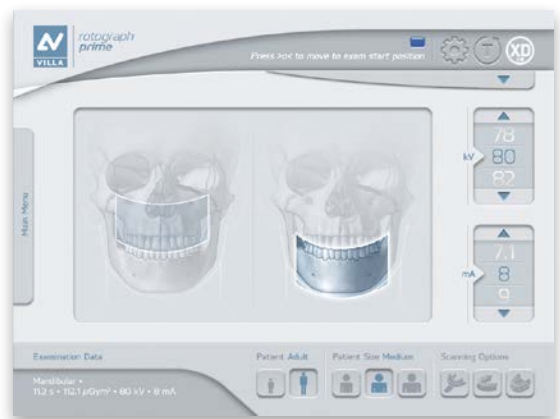 VILLA
rotograph
prime
Press >o< to move to exam start position
T
XD
Main Menu
kV
78
80
82
mA
7.1
8
9
Examination Data
Mandibular •
11.3 s • 112.1 µGym² • 80 kV • 8 mA
Patient Adult
Patient Size Medium
Scanning Options